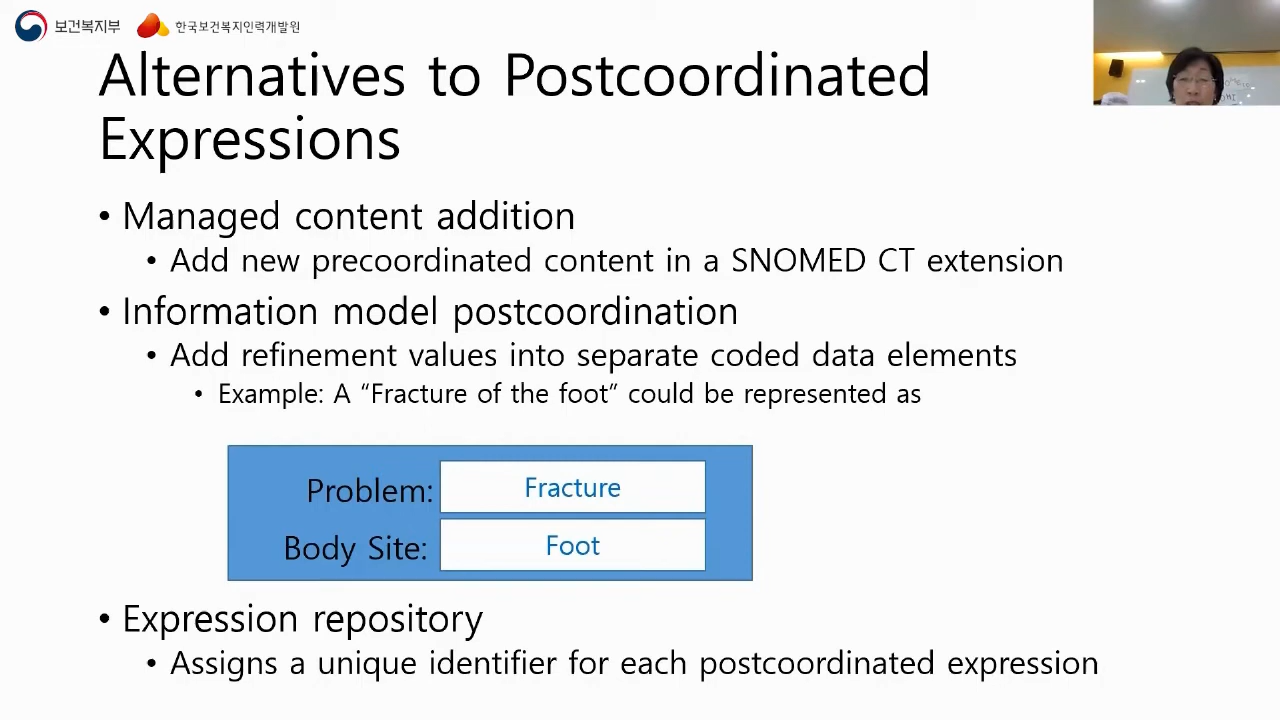 보건복지부 한국보건복지인력개발원
Alternatives to Postcoordinated
Expressions
• Managed content addition
• Add new precoordinated content in a SNOMED CT extension
• Information model postcoordination
• Add refinement values into separate coded data elements
• Example: A “Fracture of the foot” could be represented as
Problem: Fracture
Body Site: Foot
• Expression repository
• Assigns a unique identifier for each postcoordinated expression